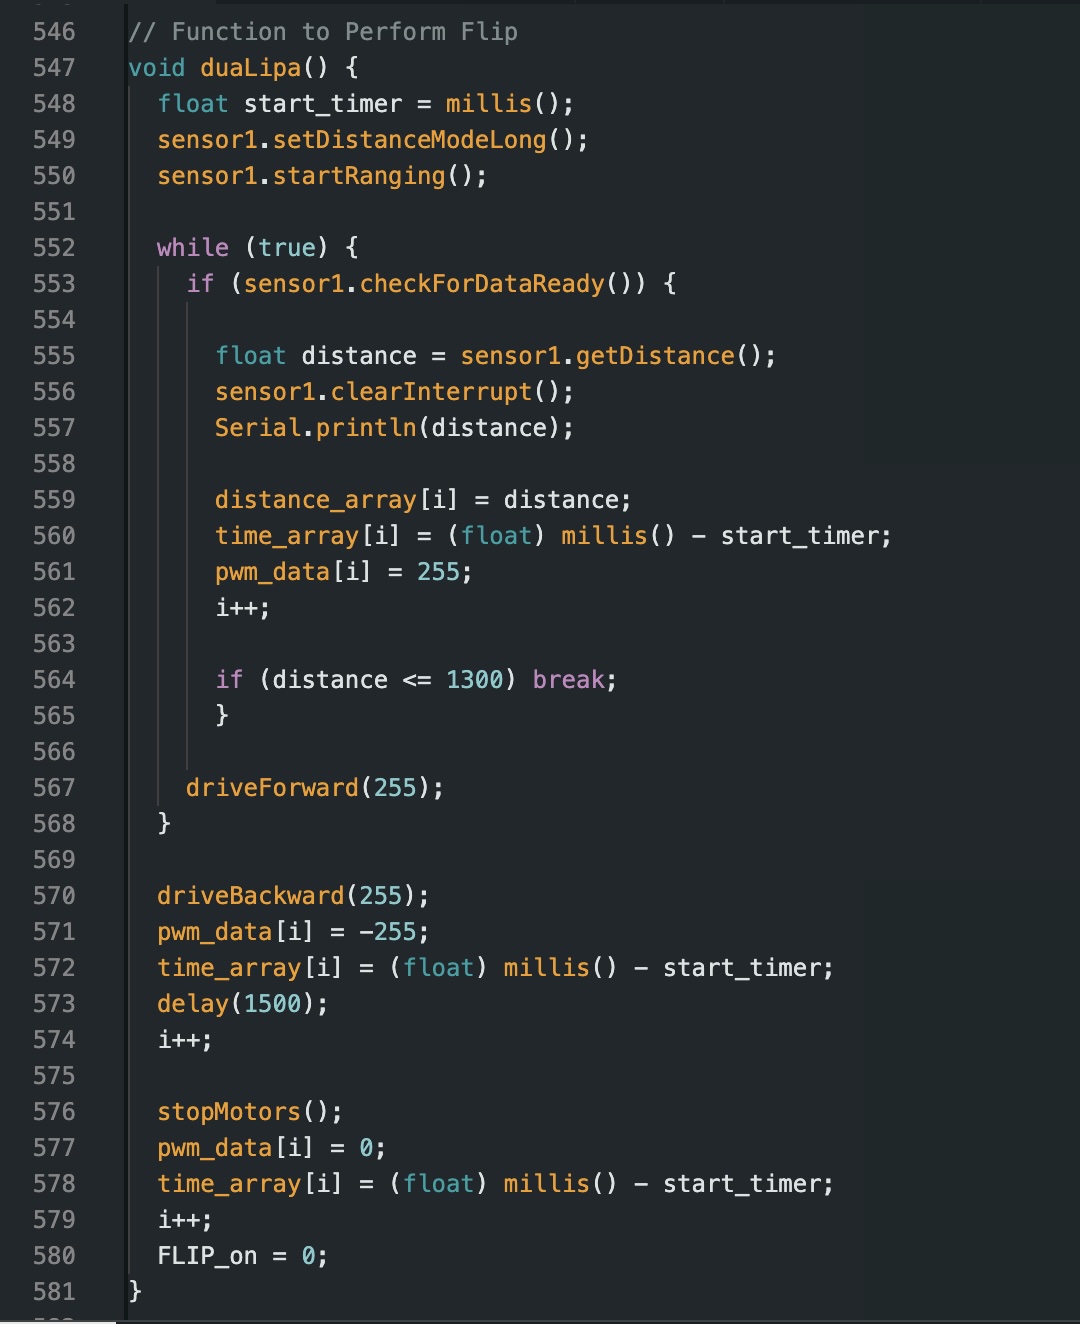 546 // Function to Perform Flip
547 void duaLipa() {
548 float start_timer = millis();
549 sensor1.setDistanceModeLong();
550 sensor1.startRanging();
551
552 while (true) {
553 if (sensor1.checkForDataReady()) {
554
555 float distance = sensor1.getDistance();
556 sensor1.clearInterrupt();
557 Serial.println(distance);
558
559 distance_array[i] = distance;
560 time_array[i] = (float) millis() - start_timer;
561 pwm_data[i] = 255;
562 i++;
563
564 if (distance <= 1300) break;
565 }
566
567 driveForward(255);
568 }
569
570 driveBackward(255);
571 pwm_data[i] = -255;
572 time_array[i] = (float) millis() - start_timer;
573 delay(1500);
574 i++;
575
576 stopMotors();
577 pwm_data[i] = 0;
578 time_array[i] = (float) millis() - start_timer;
579 i++;
580 FLIP_on = 0;
581 }